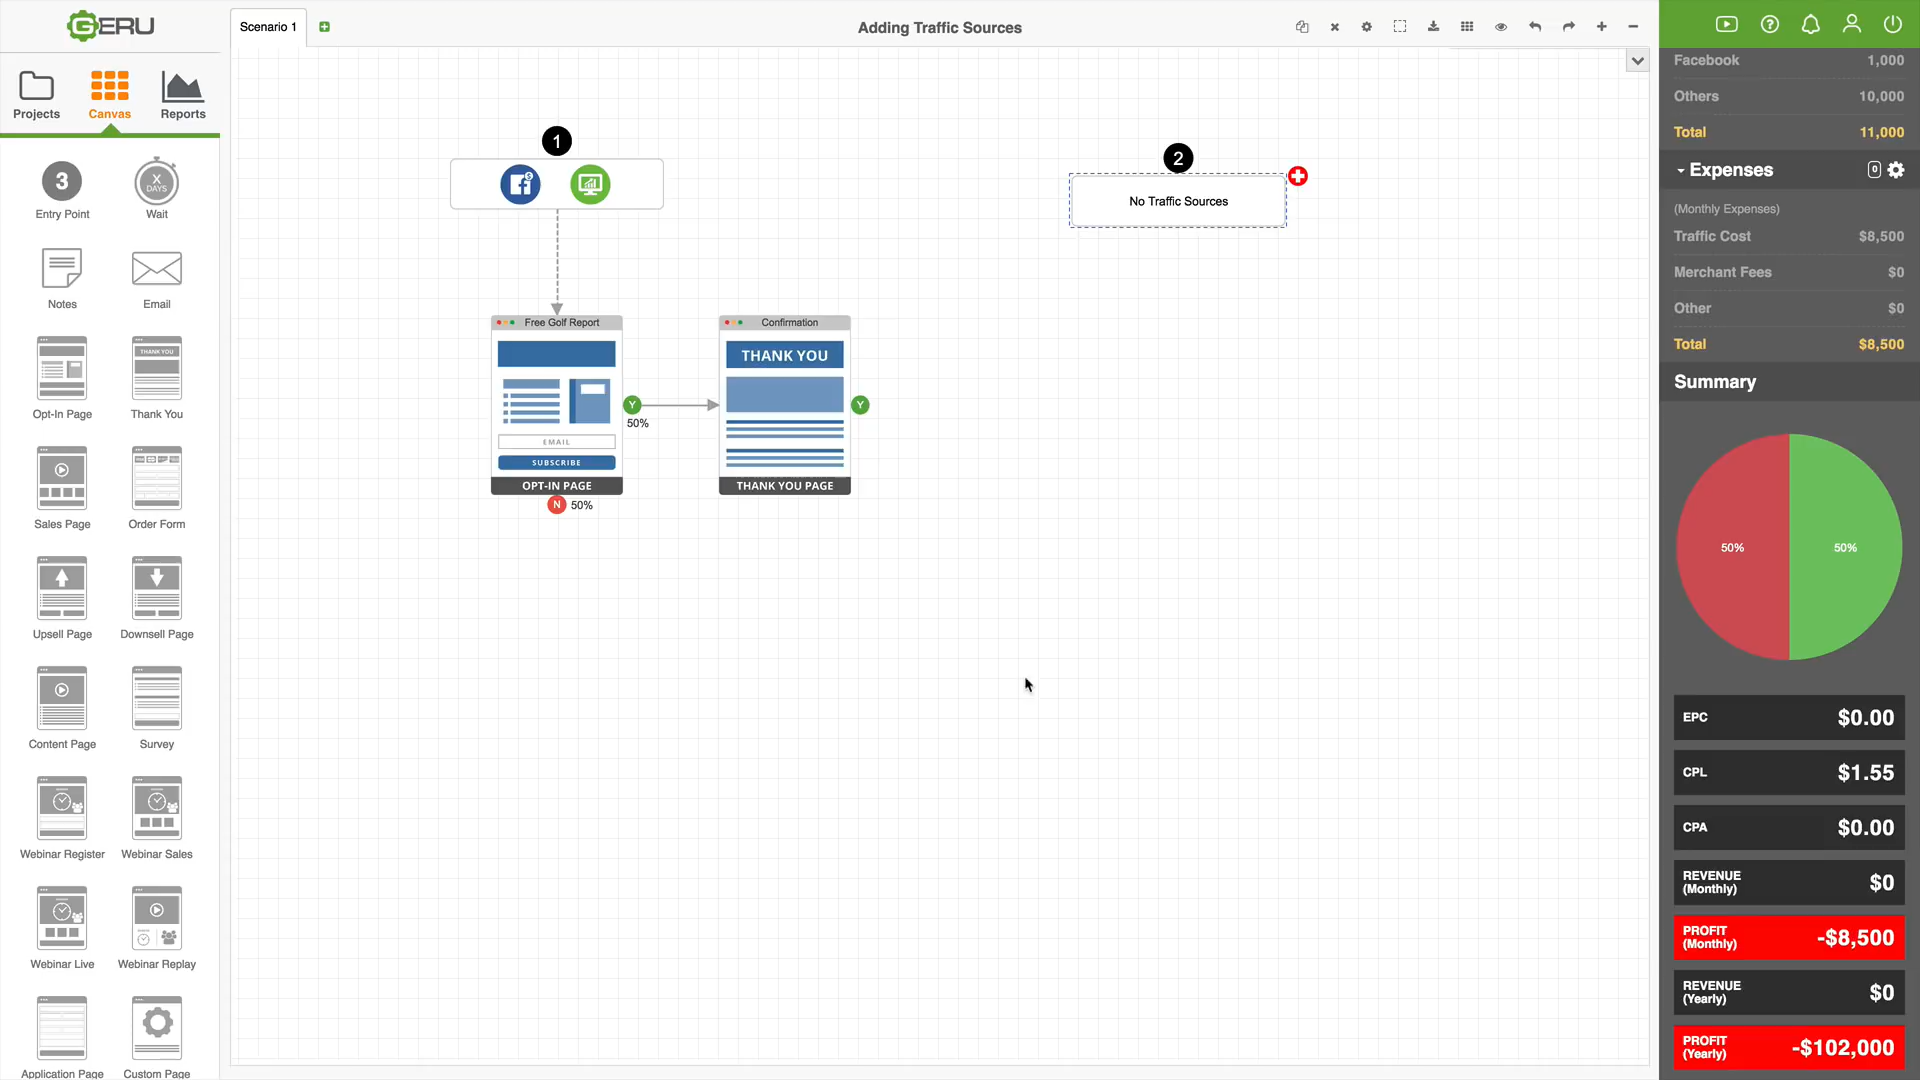 GERU
Scenario 1
Adding Traffic Sources
Projects
Canvas
Reports
3
Entry Point
X
DAYS
Wait
Notes
Email
Opt-In Page
THANK YOU
Thank You
Sales Page
Order Form
Upsell Page
Downsell Page
Content Page
Survey
Webinar Register
Webinar Sales
Webinar Live
Webinar Replay
Application Page
Custom Page
1
Free Golf Report
EMAIL
SUBSCRIBE
OPT-IN PAGE
Y
50%
N
50%
Confirmation
THANK YOU
THANK YOU PAGE
Y
2
No Traffic Sources
Facebook 1,000
Others 10,000
Total 11,000
Expenses 0
(Monthly Expenses)
Traffic Cost $8,500
Merchant Fees $0
Other $0
Total $8,500
Summary
50% 50%
EPC $0.00
CPL $1.55
CPA $0.00
REVENUE
(Monthly) $0
PROFIT
(Monthly) -$8,500
REVENUE
(Yearly) $0
PROFIT
(Yearly) -$102,000